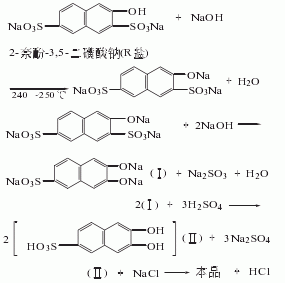 OH + NaOH
NaO₃S SO₃Na
2-萘酚-3,5-二磺酸钠(R盐)
ONa + H₂O
240 -250℃ NaO₃S SO₃Na
ONa + 2NaOH
NaO₃S SO₃Na
ONa (Ⅰ) + Na₂SO₃ + H₂O
NaO₃S ONa
2(Ⅰ) + 3H₂SO₄
2 [ OH (Ⅱ) + 3Na₂SO₄
HO₃S OH ]
(Ⅱ) + NaCl 本品 + HCl